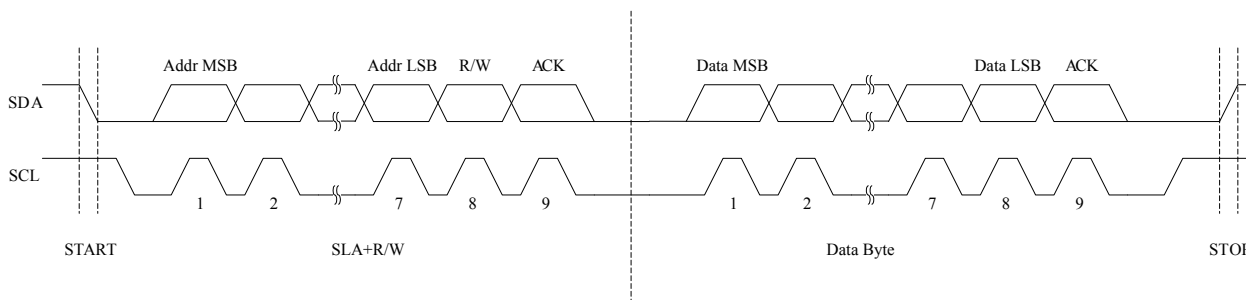 Addr MSB Addr LSB R/W ACK Data MSB Data LSB ACK
SDA
SCL
1 2 7 8 9 1 2 7 8 9
START SLA+R/W Data Byte STOP